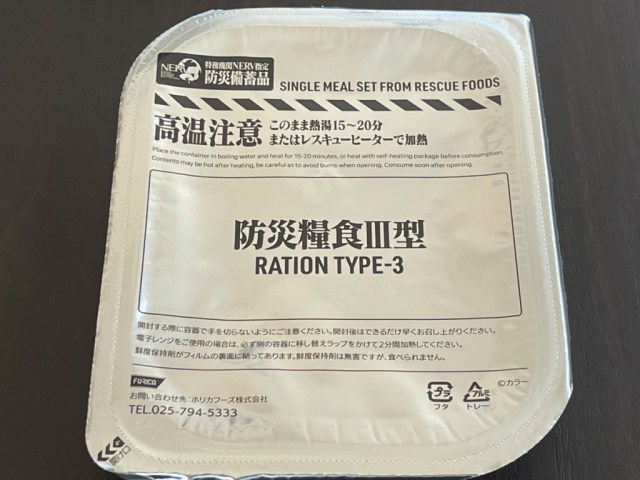 NERV
特務機関NERV指定
防災備蓄品
SINGLE MEAL SET FROM RESCUE FOODS
高温注意
このまま熱湯15～20分
またはレスキューヒーターで加熱
Place the container in boiling water and heat for 15-20 minutes, or heat with self-heating package before consumption.
Contents may be hot after heating, be careful as to avoid burns when opening. Consume soon after opening.
防災糧食Ⅲ型
RATION TYPE-3
開封する際に容器で手を切らないようにご注意ください。開封後はできるだけ早くお召し上がりください。
電子レンジをご使用の場合は、必ず別の容器に移し替えラップをかけて2分間加熱してください。
鮮度保持剤がフィルムの裏面に貼ってあります。鮮度保持剤は無害ですが、食べられません。
FORICA
お問い合わせ先:ホリカフーズ株式会社
TEL.025-794-5333
プラ
フタ
アルミ
トレー
©カラー
開口